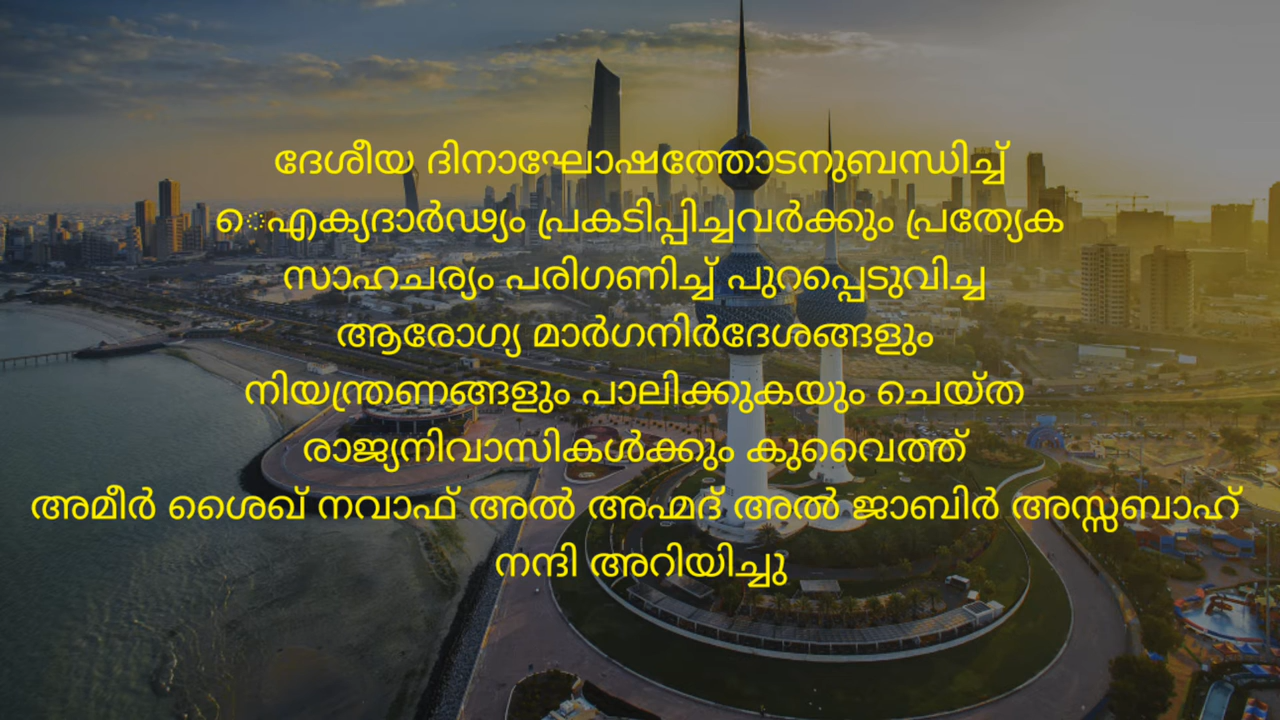 ദേശീയ ദിനാഘോഷത്തോടനുബന്ധിച്ച്
ഐക്യദാർഢ്യം പ്രകടിപ്പിച്ചവർക്കും പ്രത്യേക
സാഹചര്യം പരിഗണിച്ച് പുറപ്പെടുവിച്ച
ആരോഗ്യ മാർഗനിർദേശങ്ങളും
നിയന്ത്രണങ്ങളും പാലിക്കുകയും ചെയ്ത
രാജ്യനിവാസികൾക്കും കുവൈത്ത്
അമീർ ശൈഖ് നവാഫ് അൽ അഹ്മദ് അൽ ജാബിർ അസ്സബാഹ്
നന്ദി അറിയിച്ചു